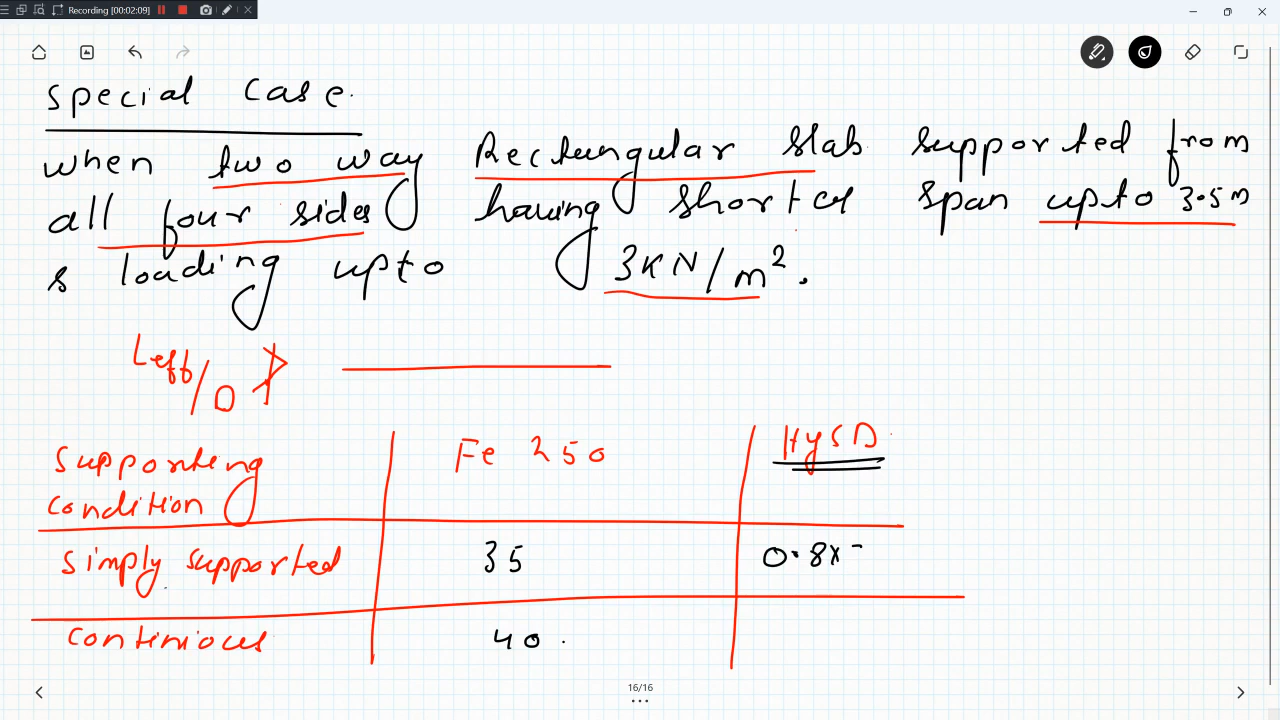 Recording [00:02:09]
special case.
when two way Rectangular slab supported from
all four sides having shorter span upto 3.5 m
& loading upto 3KN/m².
Leff/D ≯
Supporting condition Fe 250 HySD
Simply supported 35 0.8x
Continious 40
16/16